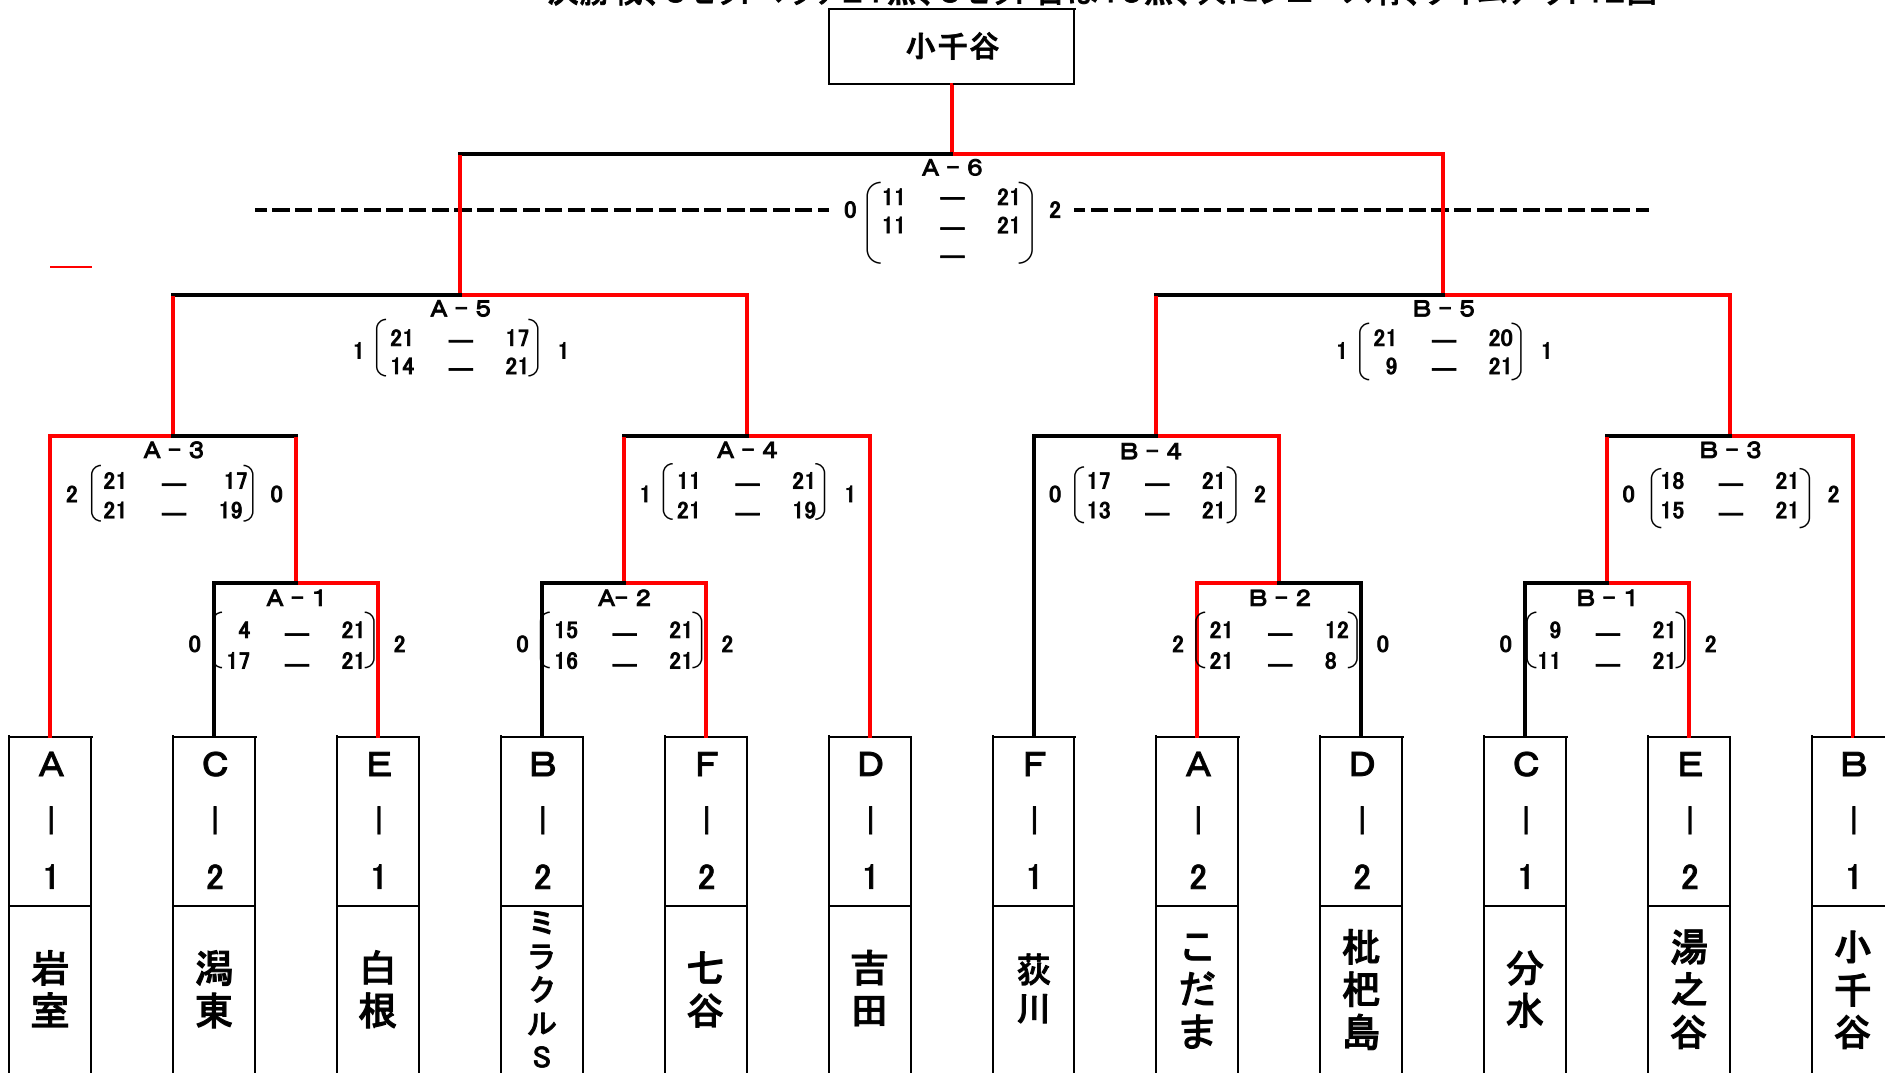 小千谷
A - 6
0 11 — 21 2
11 — 21
—
A - 5
1 21 — 17 1
14 — 21
B - 5
1 21 — 20 1
9 — 21
A - 3
2 21 — 17 0
21 — 19
A - 4
1 11 — 21 1
21 — 19
B - 4
0 17 — 21 2
13 — 21
B - 3
0 18 — 21 2
15 — 21
A - 1
0 4 — 21 2
17 — 21
A- 2
0 15 — 21 2
16 — 21
B - 2
2 21 — 12 0
21 — 8
B - 1
0 9 — 21 2
11 — 21
A|1 岩室
C|2 潟東
E|1 白根
B|2 ミラクルS
F|2 七谷
D|1 吉田
F|1 荻川
A|2 こだま
D|2 枇杷島
C|1 分水
E|2 湯之谷
B|1 小千谷